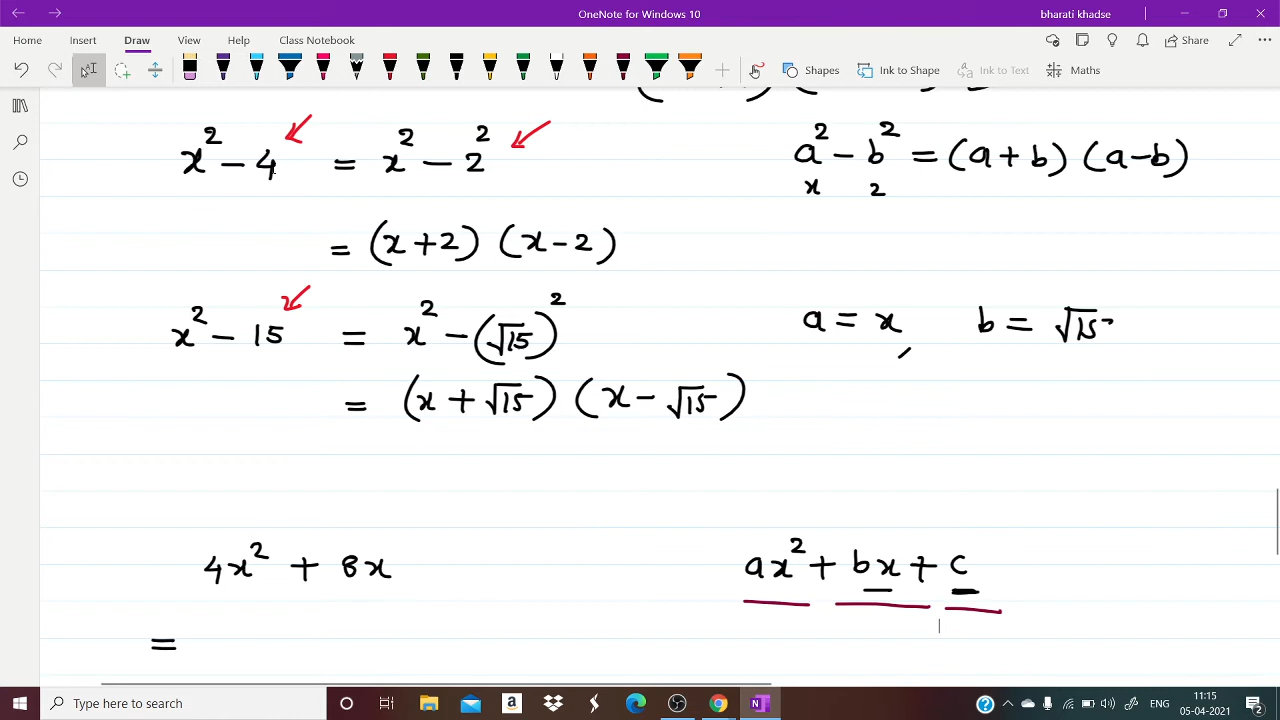 OneNote for Windows 10
bharati khadse
Home Insert Draw View Help Class Notebook
Share
Shapes Ink to Shape Ink to Text Maths
x² - 4 = x² - 2²
a² - b² = (a + b) (a - b)
x 2
= (x + 2) (x - 2)
x² - 15 = x² - (√15)²
a = x, b = √15
= (x + √15) (x - √15)
4x² + 8x
ax² + bx + c
=
Type here to search
ENG
11:15
05-04-2021